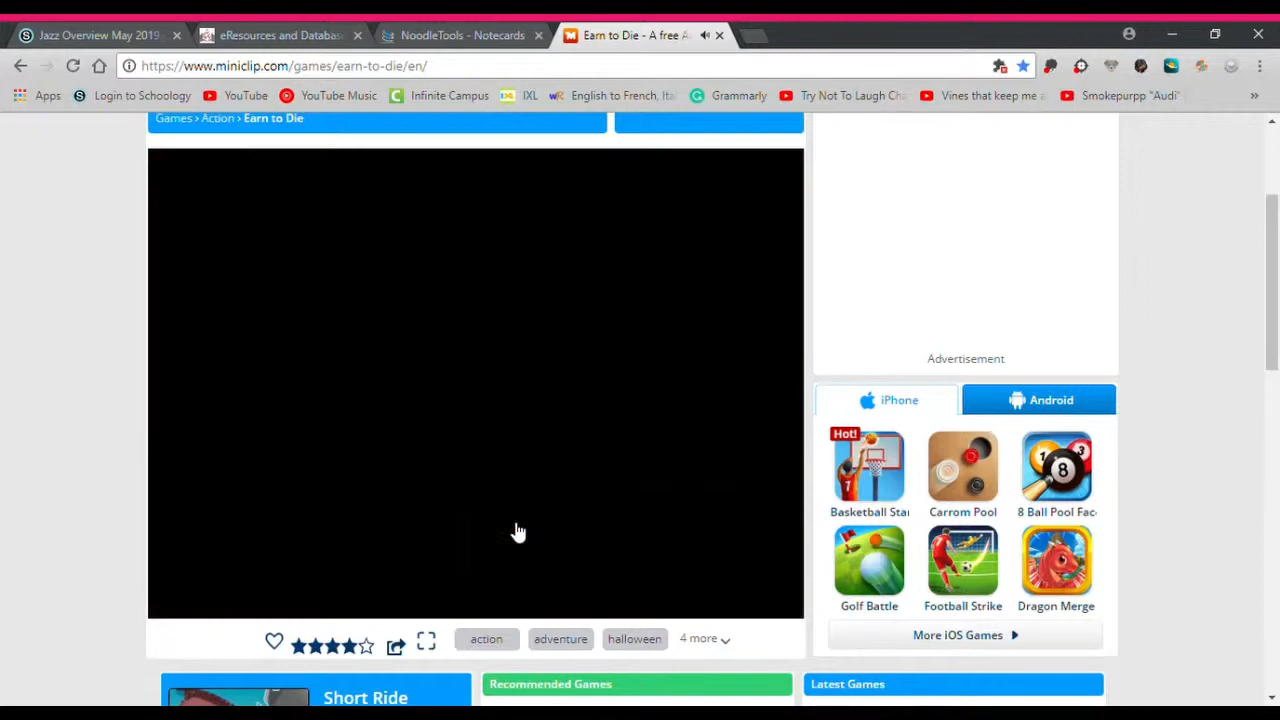 Jazz Overview May 2019
eResources and Databas
NoodleTools - Notecards
Earn to Die - A free A
https://www.miniclip.com/games/earn-to-die/en/
Apps
Login to Schoology
YouTube
YouTube Music
Infinite Campus
IXL
English to French, Ita
Grammarly
Try Not To Laugh Cha
Vines that keep me a
Smokepurpp "Audi"
»
Games › Action › Earn to Die
Advertisement
iPhone
Android
Hot!
Basketball Star
Carrom Pool
8 Ball Pool Fac
Golf Battle
Football Strike
Dragon Merge
More iOS Games
action
adventure
halloween
4 more
Short Ride
Recommended Games
Latest Games